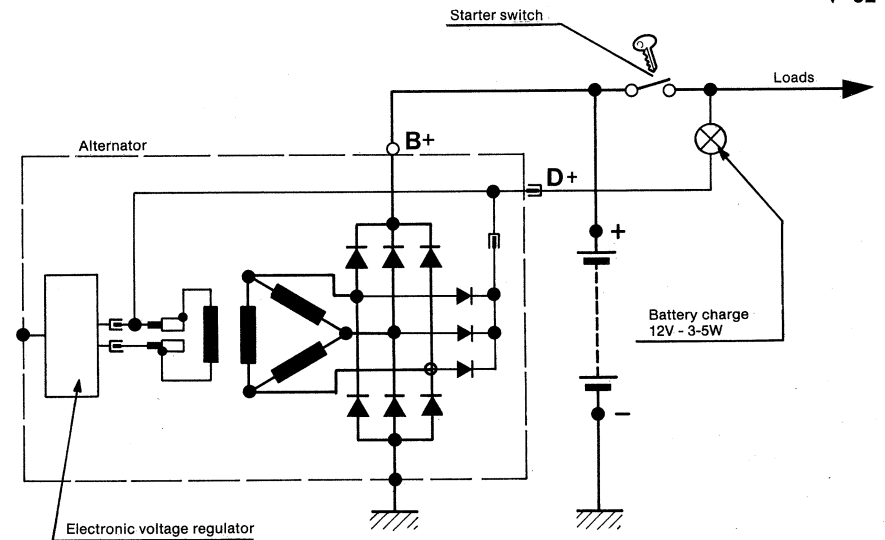 Starter switch
Loads
Alternator
B+
D+
+
Battery charge
12V - 3-5W
−
Electronic voltage regulator